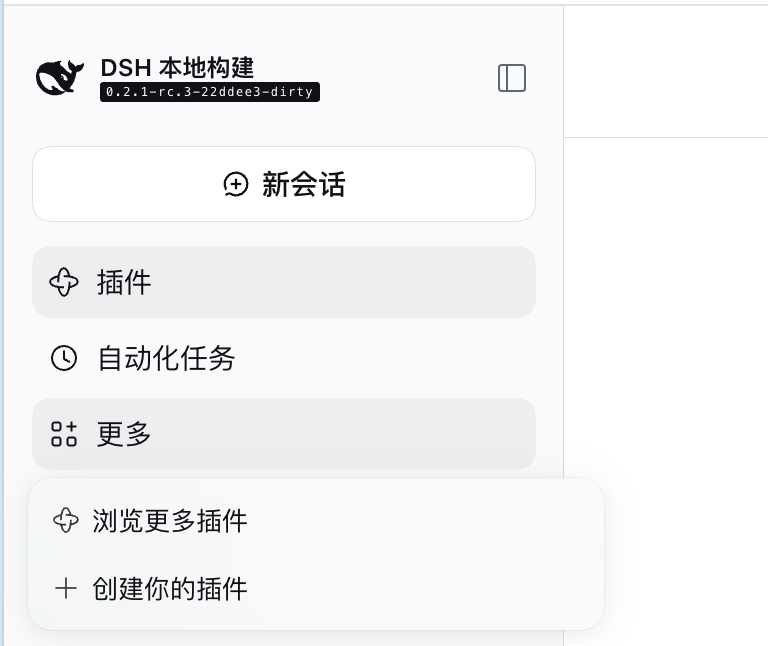 DSH 本地构建
0.2.1-rc.3-22ddee3-dirty
新会话
插件
自动化任务
更多
浏览更多插件
创建你的插件